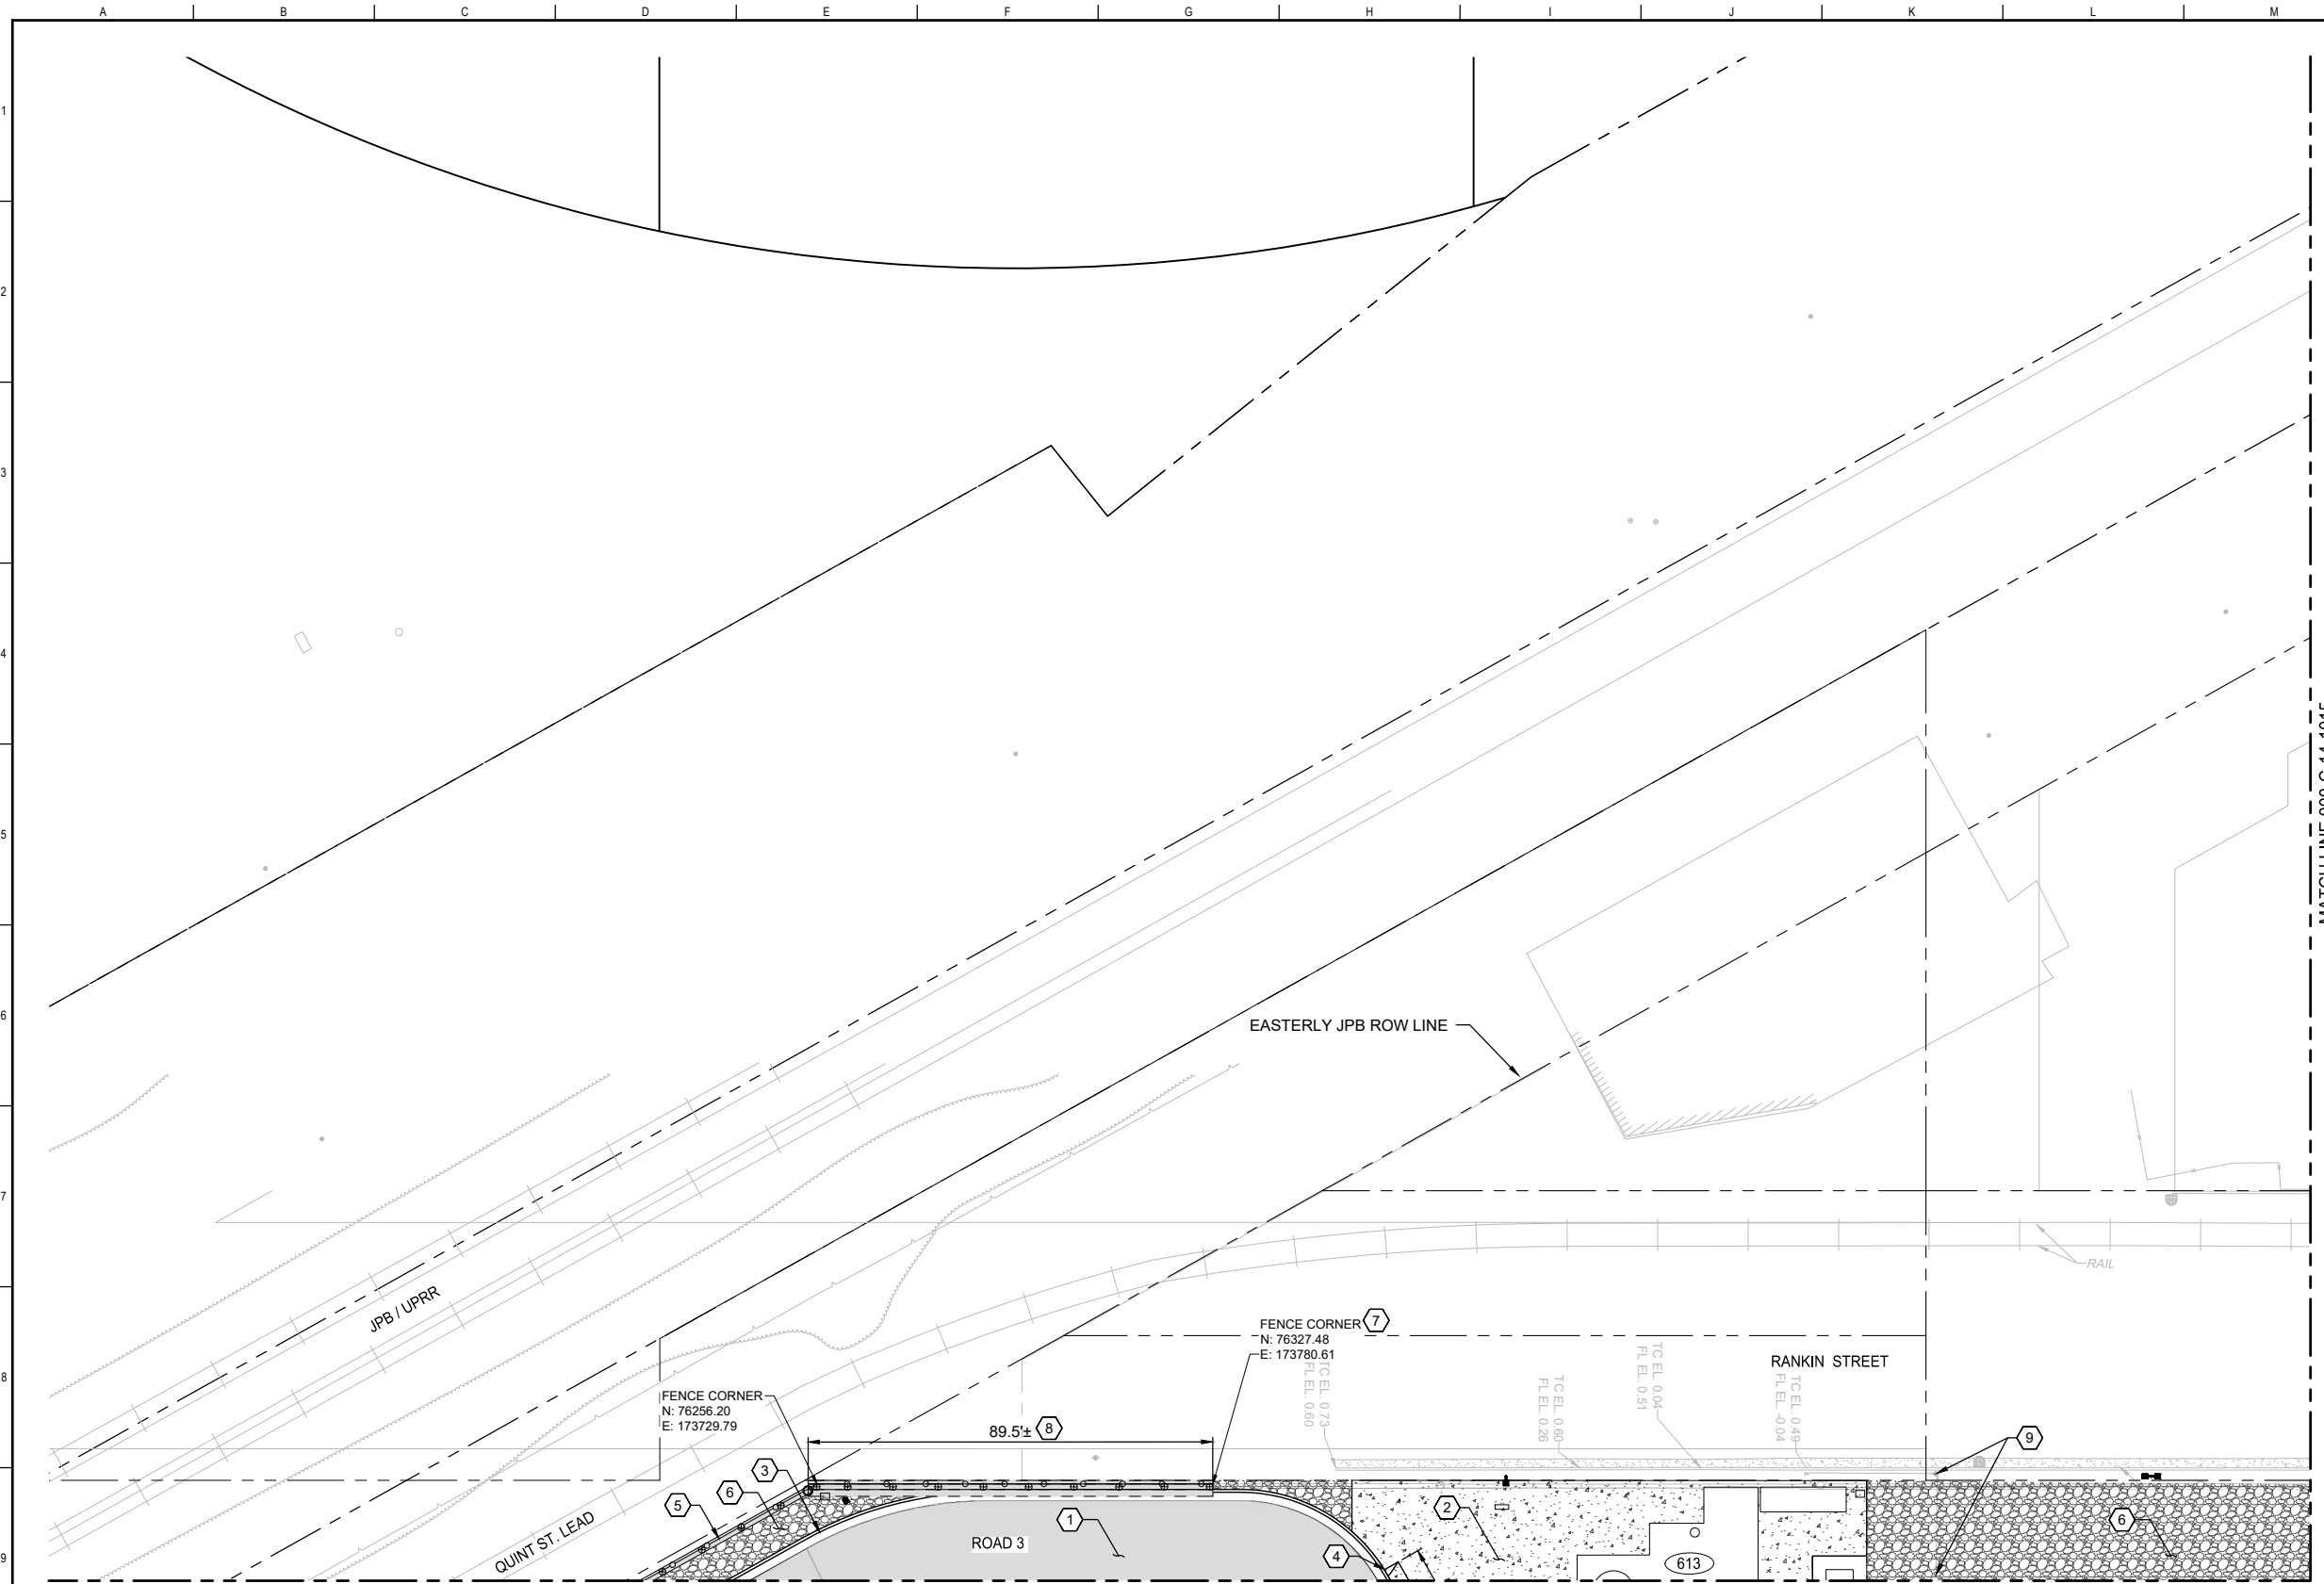 A B C D E F G H I J K L M
1
2
3
4
5
6
7
8
9
EASTERLY JPB ROW LINE
RAIL
JPB / UPRR
FENCE CORNER 7
N: 76327.48
E: 173780.61
RANKIN STREET
TC EL. 0.73
FL EL. 0.60
TC EL. 0.60
FL EL. 0.26
TC EL. 0.04
FL EL. 0.51
TC EL. 0.49
FL EL. -0.04
FENCE CORNER
N: 76256.20
E: 173729.79
89.5'± 8
9
3
6
5
1
2
6
4
ROAD 3
613
QUINT ST. LEAD